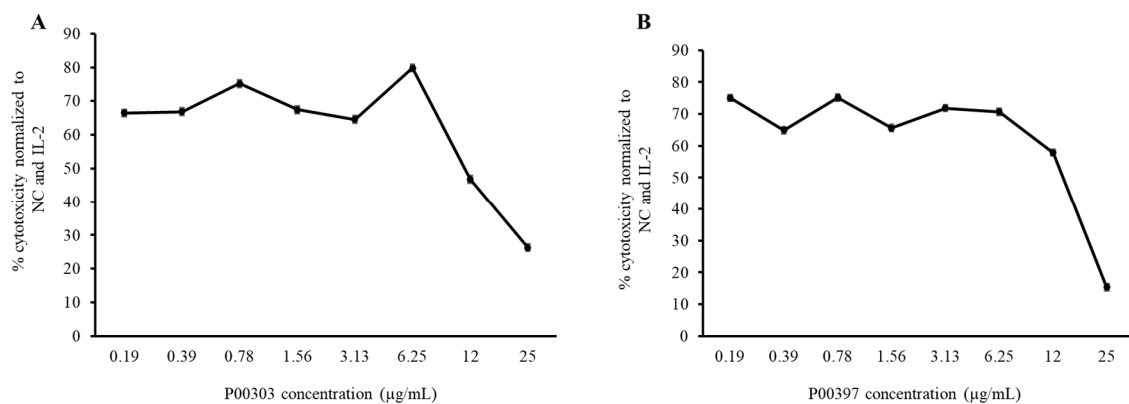 A
% cytotoxicity normalized to
NC and IL-2
90
80
70
60
50
40
30
20
10
0
0.19 0.39 0.78 1.56 3.13 6.25 12 25
P00303 concentration (µg/mL)
B
% cytotoxicity normalized to
NC and IL-2
90
80
70
60
50
40
30
20
10
0
0.19 0.39 0.78 1.56 3.13 6.25 12 25
P00397 concentration (µg/mL)